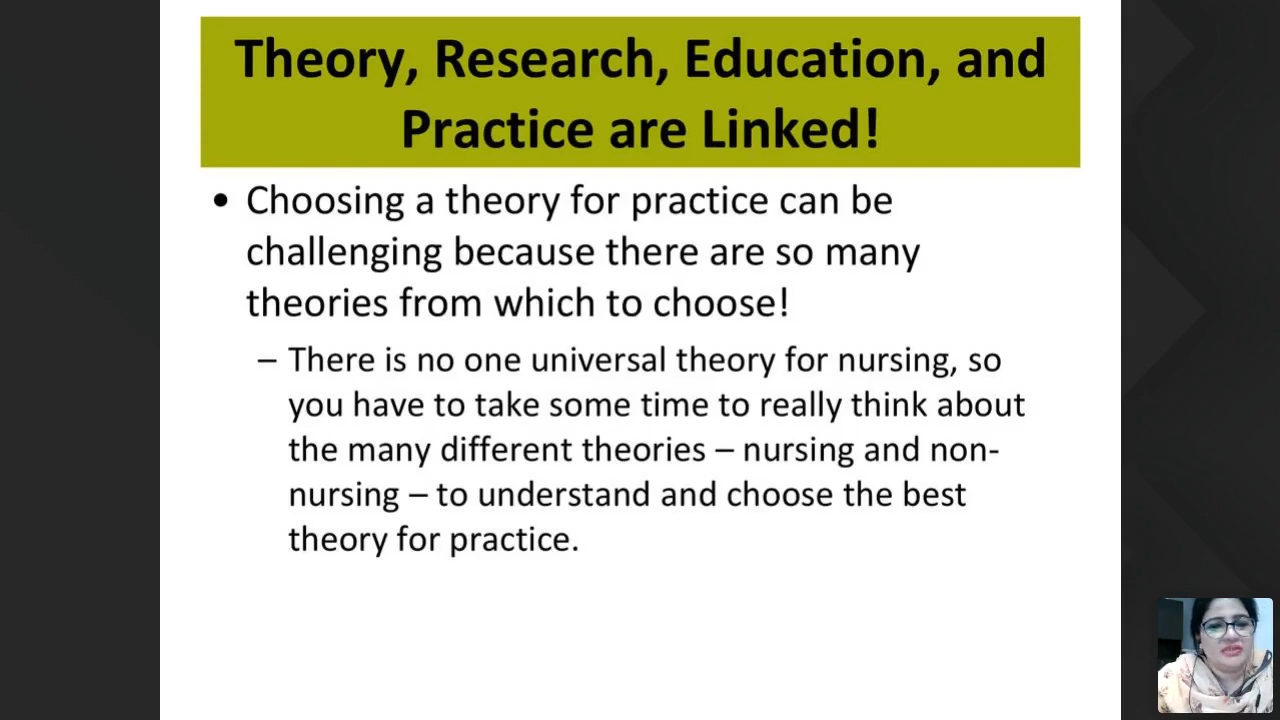 Theory, Research, Education, and
Practice are Linked!
• Choosing a theory for practice can be
challenging because there are so many
theories from which to choose!
– There is no one universal theory for nursing, so
you have to take some time to really think about
the many different theories – nursing and non-
nursing – to understand and choose the best
theory for practice.